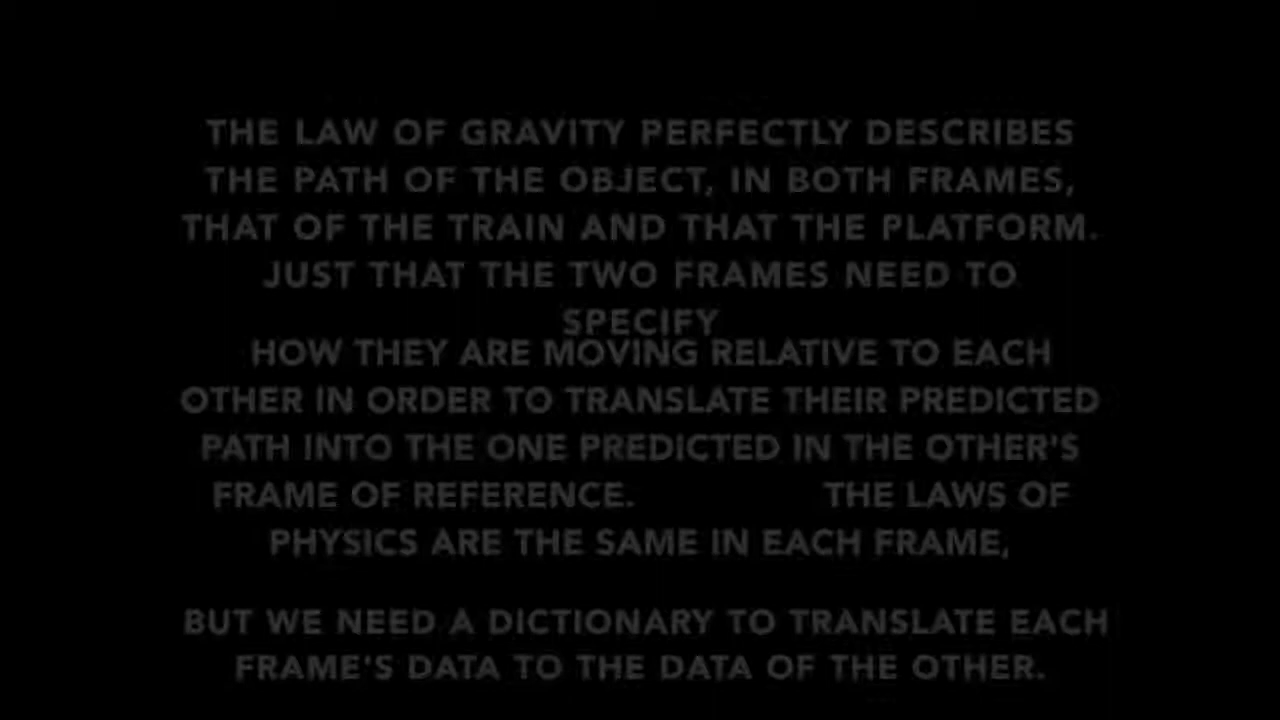 THE LAW OF GRAVITY PERFECTLY DESCRIBES
THE PATH OF THE OBJECT, IN BOTH FRAMES,
THAT OF THE TRAIN AND THAT THE PLATFORM.
JUST THAT THE TWO FRAMES NEED TO
SPECIFY
HOW THEY ARE MOVING RELATIVE TO EACH
OTHER IN ORDER TO TRANSLATE THEIR PREDICTED
PATH INTO THE ONE PREDICTED IN THE OTHER'S
FRAME OF REFERENCE. THE LAWS OF
PHYSICS ARE THE SAME IN EACH FRAME,
BUT WE NEED A DICTIONARY TO TRANSLATE EACH
FRAME'S DATA TO THE DATA OF THE OTHER.